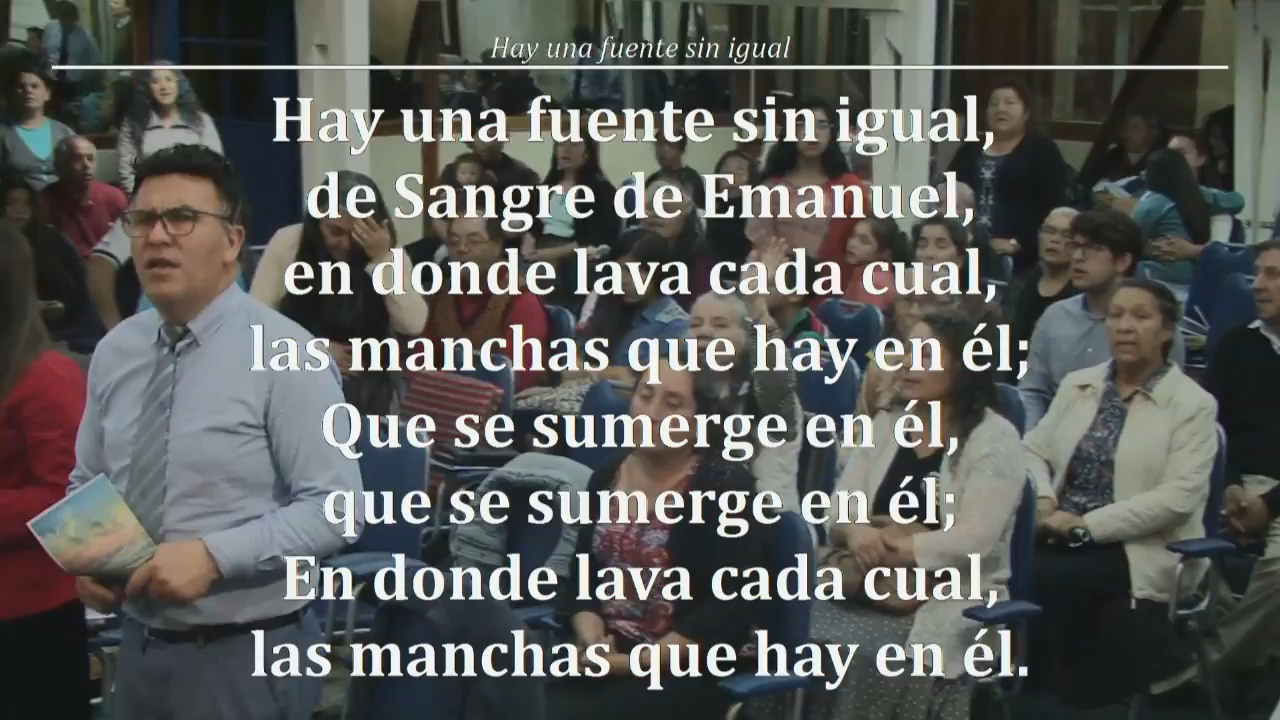 Hay una fuente sin igual
Hay una fuente sin igual,
de Sangre de Emanuel,
en donde lava cada cual,
las manchas que hay en él;
Que se sumerge en él,
que se sumerge en él;
En donde lava cada cual,
las manchas que hay en él.